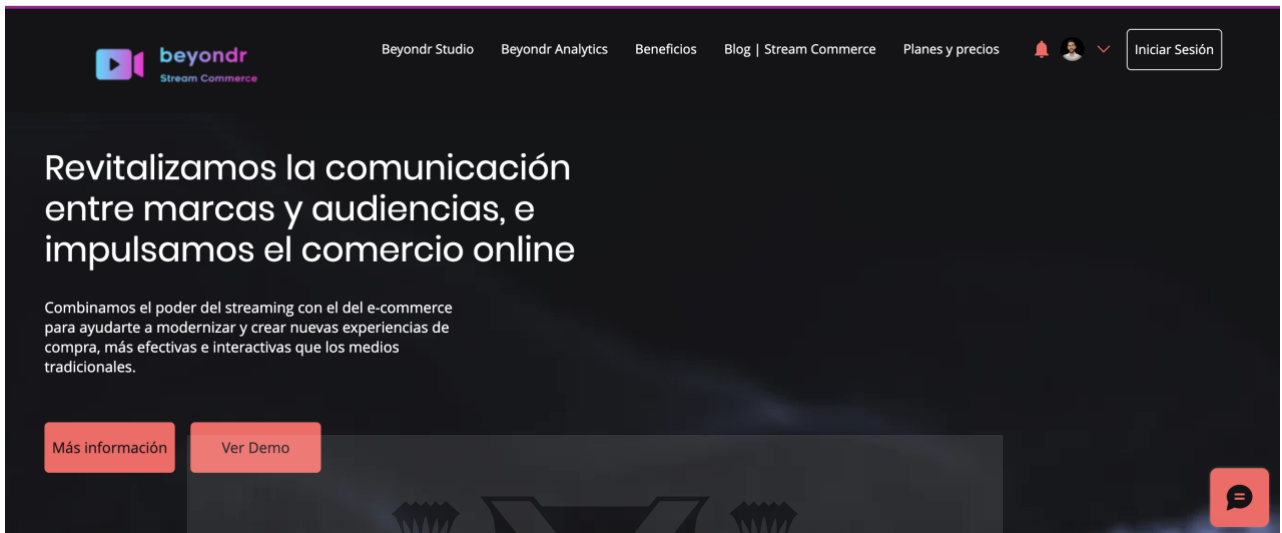 beyondr
Stream Commerce
Beyondr Studio
Beyondr Analytics
Beneficios
Blog | Stream Commerce
Planes y precios
Iniciar Sesión
Revitalizamos la comunicación
entre marcas y audiencias, e
impulsamos el comercio online
Combinamos el poder del streaming con el del e-commerce
para ayudarte a modernizar y crear nuevas experiencias de
compra, más efectivas e interactivas que los medios
tradicionales.
Más información
Ver Demo